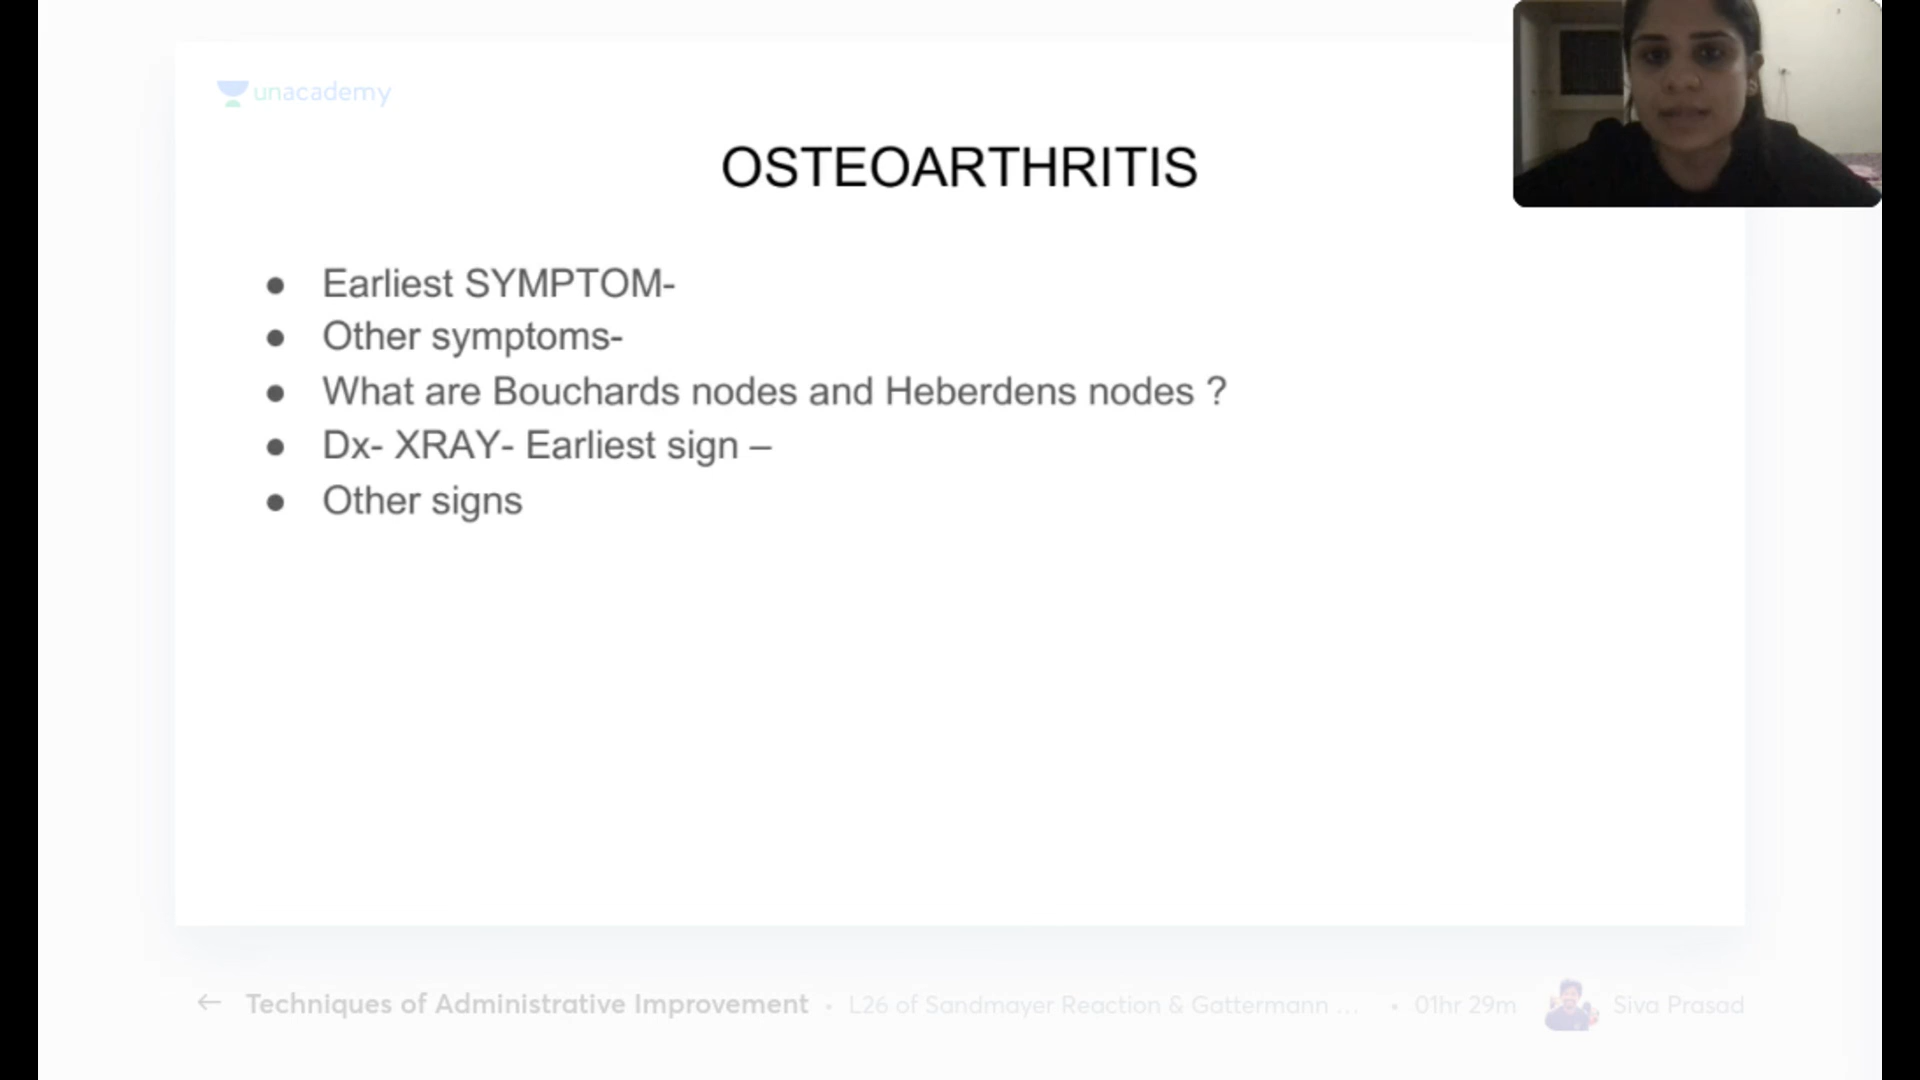 unacademy
OSTEOARTHRITIS
● Earliest SYMPTOM-
● Other symptoms-
● What are Bouchards nodes and Heberdens nodes ?
● Dx- XRAY- Earliest sign –
● Other signs
← Techniques of Administrative Improvement • L26 of Sandmayer Reaction & Gattermann ... • 01hr 29m Siva Prasad